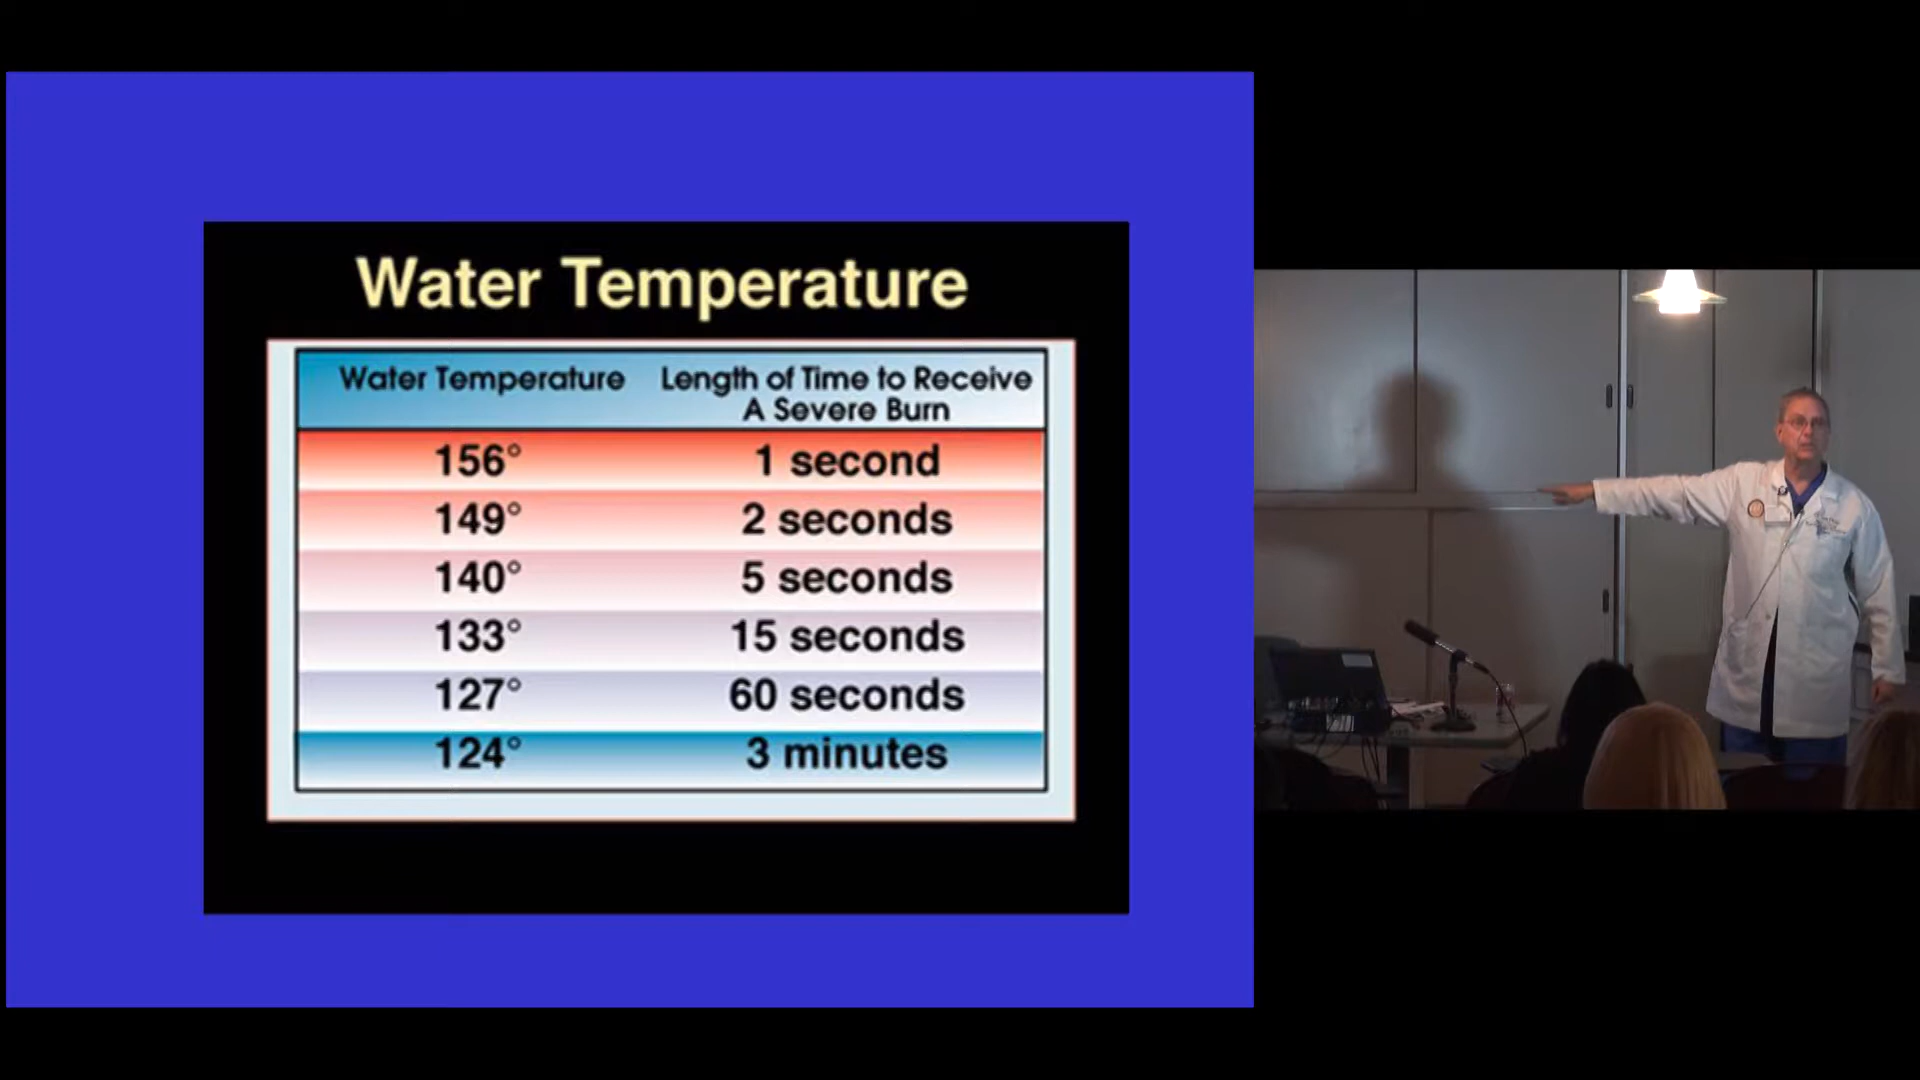 Water Temperature
Water Temperature Length of Time to Receive
A Severe Burn
156° 1 second
149° 2 seconds
140° 5 seconds
133° 15 seconds
127° 60 seconds
124° 3 minutes